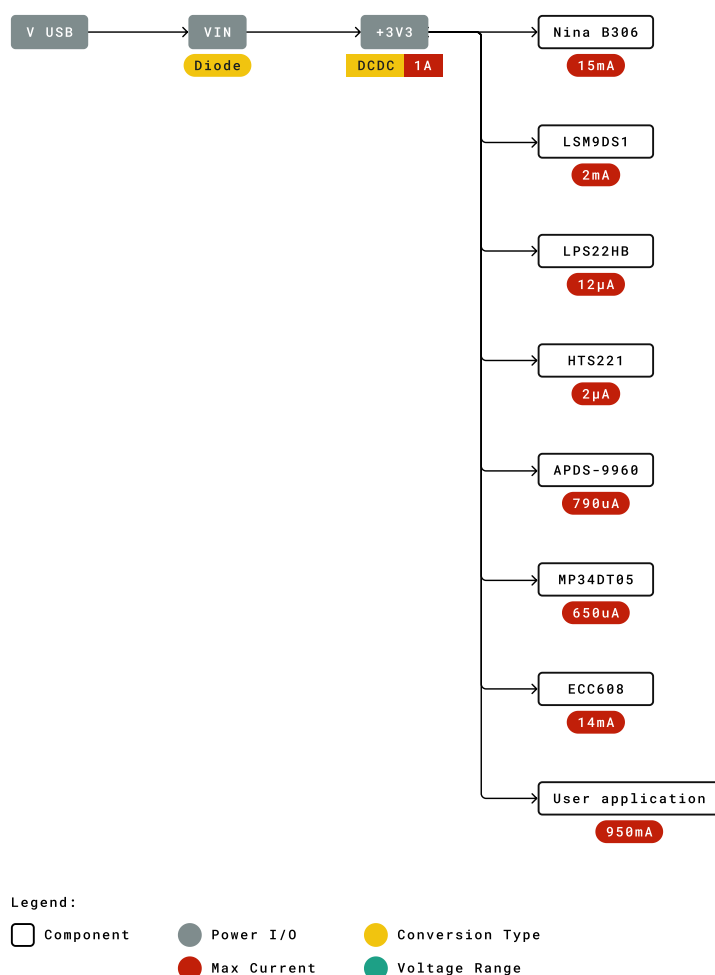 V USB
VIN
+3V3
Nina B306
Diode
DCDC 1A
15mA
LSM9DS1
2mA
LPS22HB
12µA
HTS221
2µA
APDS-9960
790uA
MP34DT05
650uA
ECC608
14mA
User application
950mA
Legend:
Component
Power I/O
Conversion Type
Max Current
Voltage Range